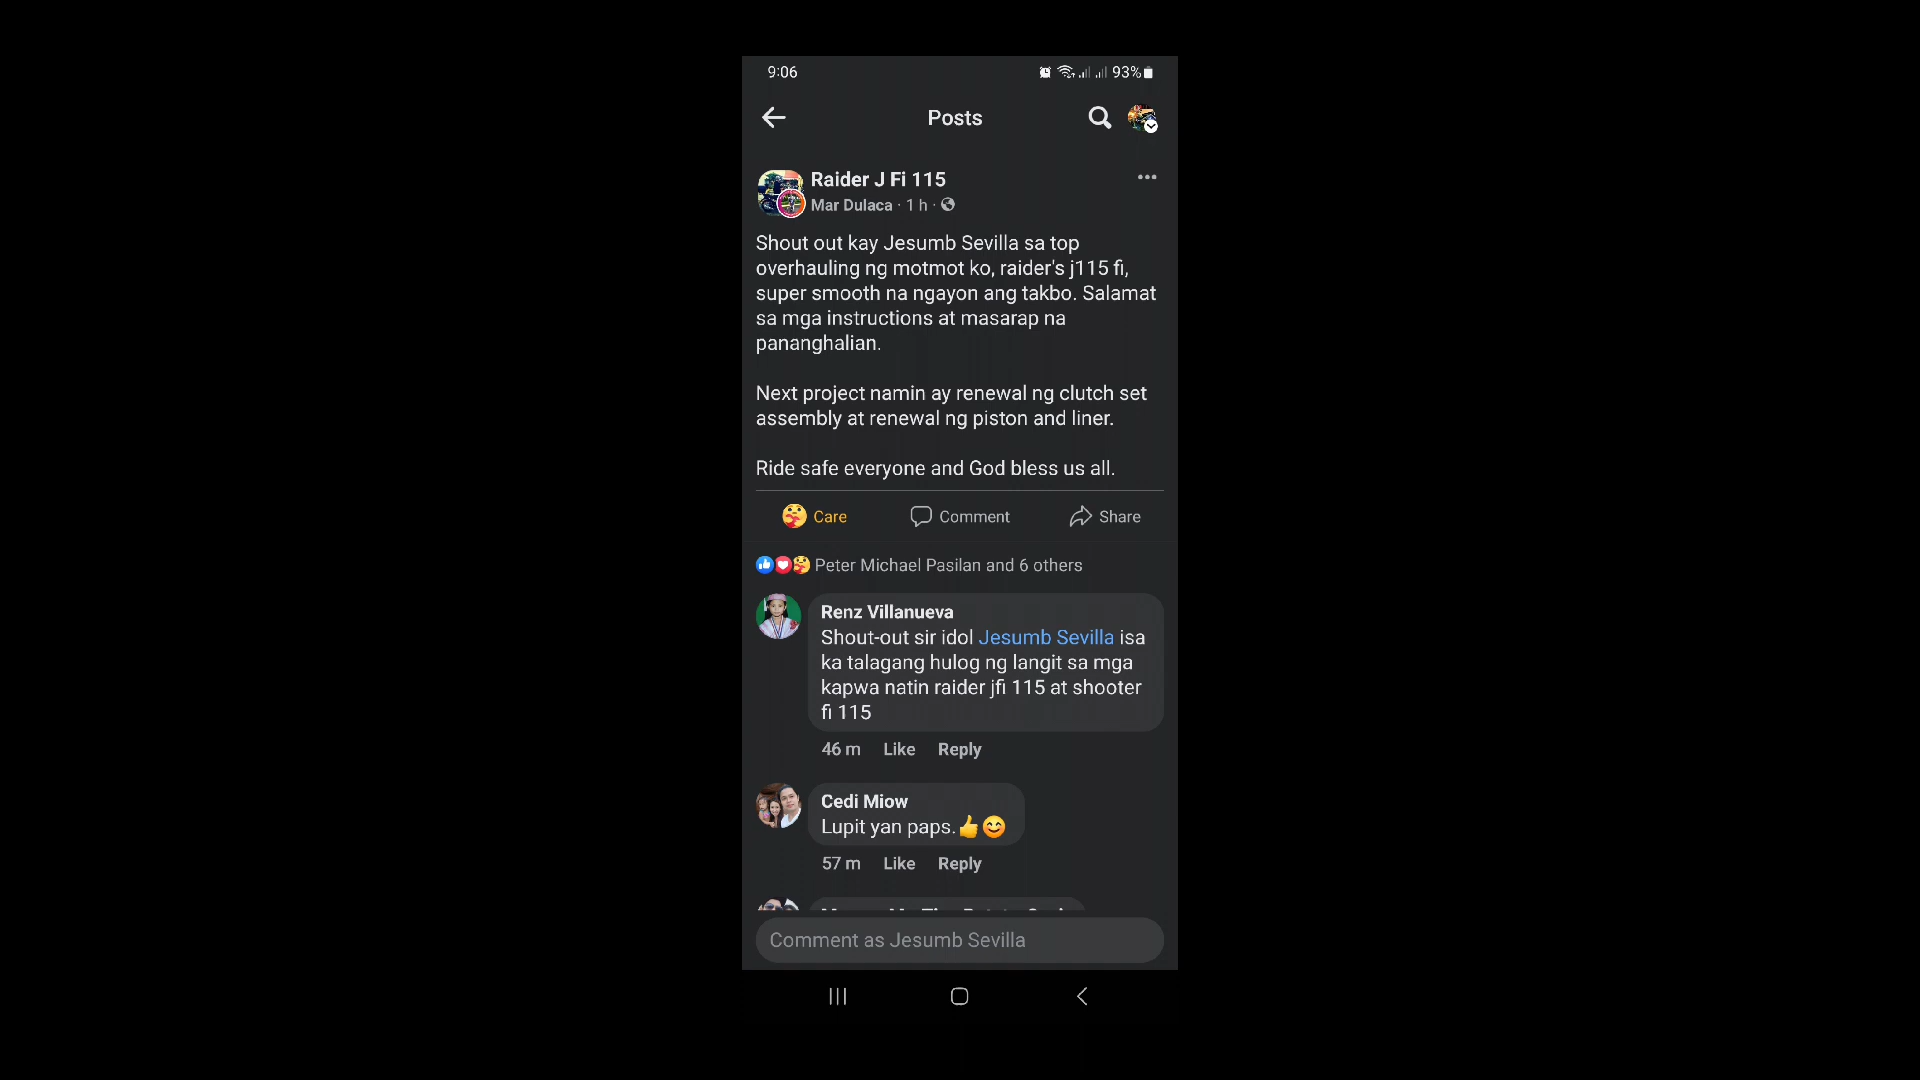 9:06
93%
Posts
Raider J Fi 115
Mar Dulaca · 1 h ·
Shout out kay Jesumb Sevilla sa top
overhauling ng motmot ko, raider's j115 fi,
super smooth na ngayon ang takbo. Salamat
sa mga instructions at masarap na
pananghalian.
Next project namin ay renewal ng clutch set
assembly at renewal ng piston and liner.
Ride safe everyone and God bless us all.
Care Comment Share
Peter Michael Pasilan and 6 others
Renz Villanueva
Shout-out sir idol Jesumb Sevilla isa
ka talagang hulog ng langit sa mga
kapwa natin raider jfi 115 at shooter
fi 115
46 m Like Reply
Cedi Miow
Lupit yan paps.👍😊
57 m Like Reply
Comment as Jesumb Sevilla